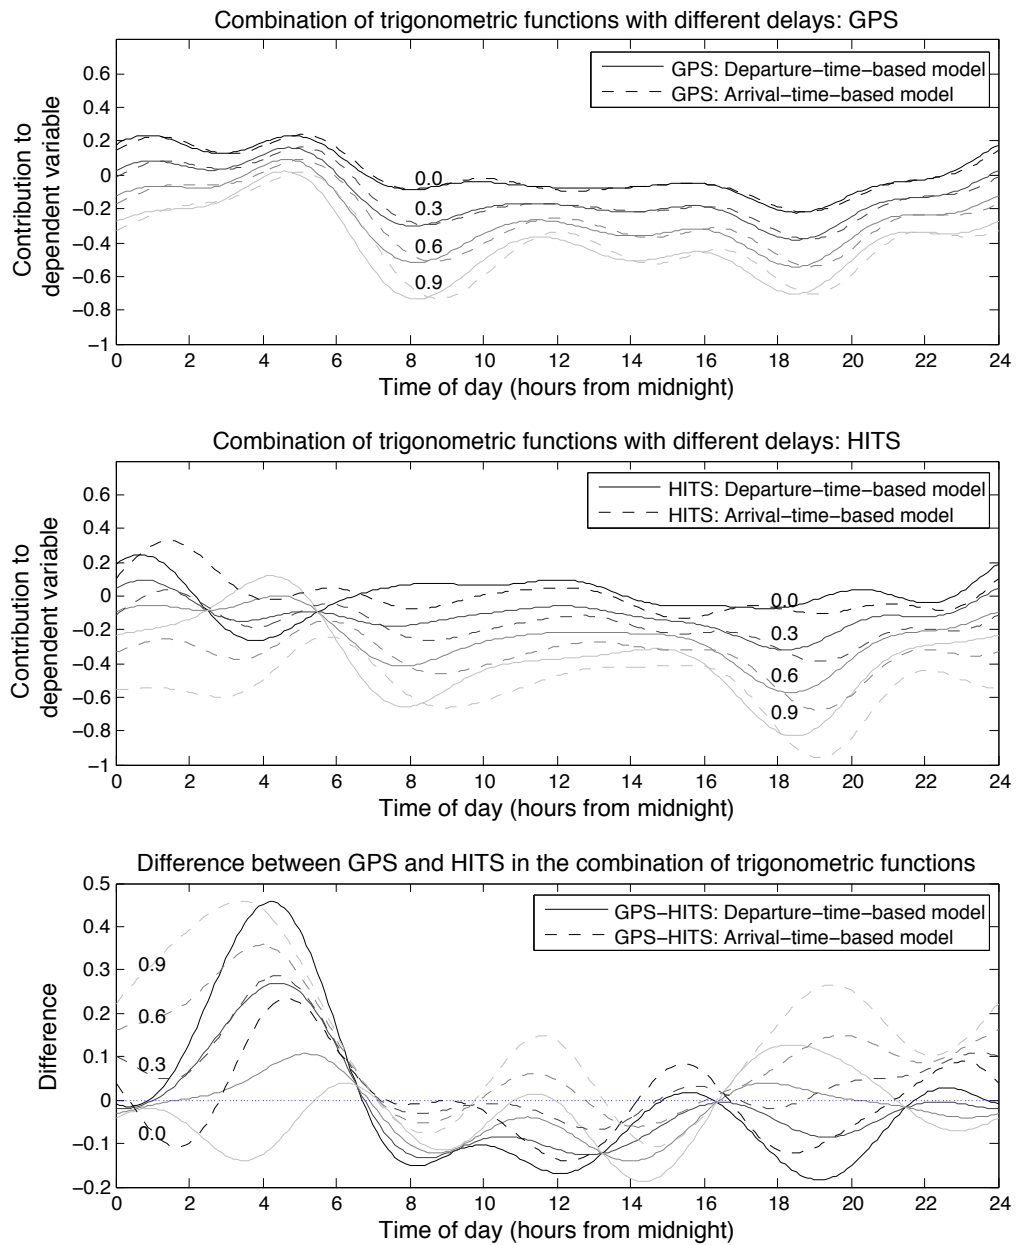 Combination of trigonometric functions with different delays: GPS
GPS: Departure−time−based model
GPS: Arrival−time−based model
Contribution to
dependent variable
0.6
0.4
0.2
0
−0.2
−0.4
−0.6
−0.8
−1
0.0
0.3
0.6
0.9
0 2 4 6 8 10 12 14 16 18 20 22 24
Time of day (hours from midnight)
Combination of trigonometric functions with different delays: HITS
HITS: Departure−time−based model
HITS: Arrival−time−based model
Contribution to
dependent variable
0.6
0.4
0.2
0
−0.2
−0.4
−0.6
−0.8
−1
0.0
0.3
0.6
0.9
0 2 4 6 8 10 12 14 16 18 20 22 24
Time of day (hours from midnight)
Difference between GPS and HITS in the combination of trigonometric functions
GPS−HITS: Departure−time−based model
GPS−HITS: Arrival−time−based model
Difference
0.5
0.4
0.3
0.2
0.1
0
−0.1
−0.2
0.9
0.6
0.3
0.0
0 2 4 6 8 10 12 14 16 18 20 22 24
Time of day (hours from midnight)